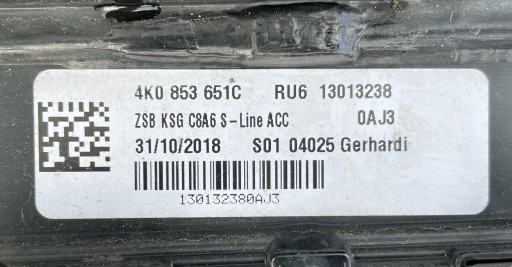 4K0 853 651C RU6 13013238
ZSB KSG C8A6 S-Line ACC 0AJ3
31/10/2018 S01 04025 Gerhardi
130132380AJ3